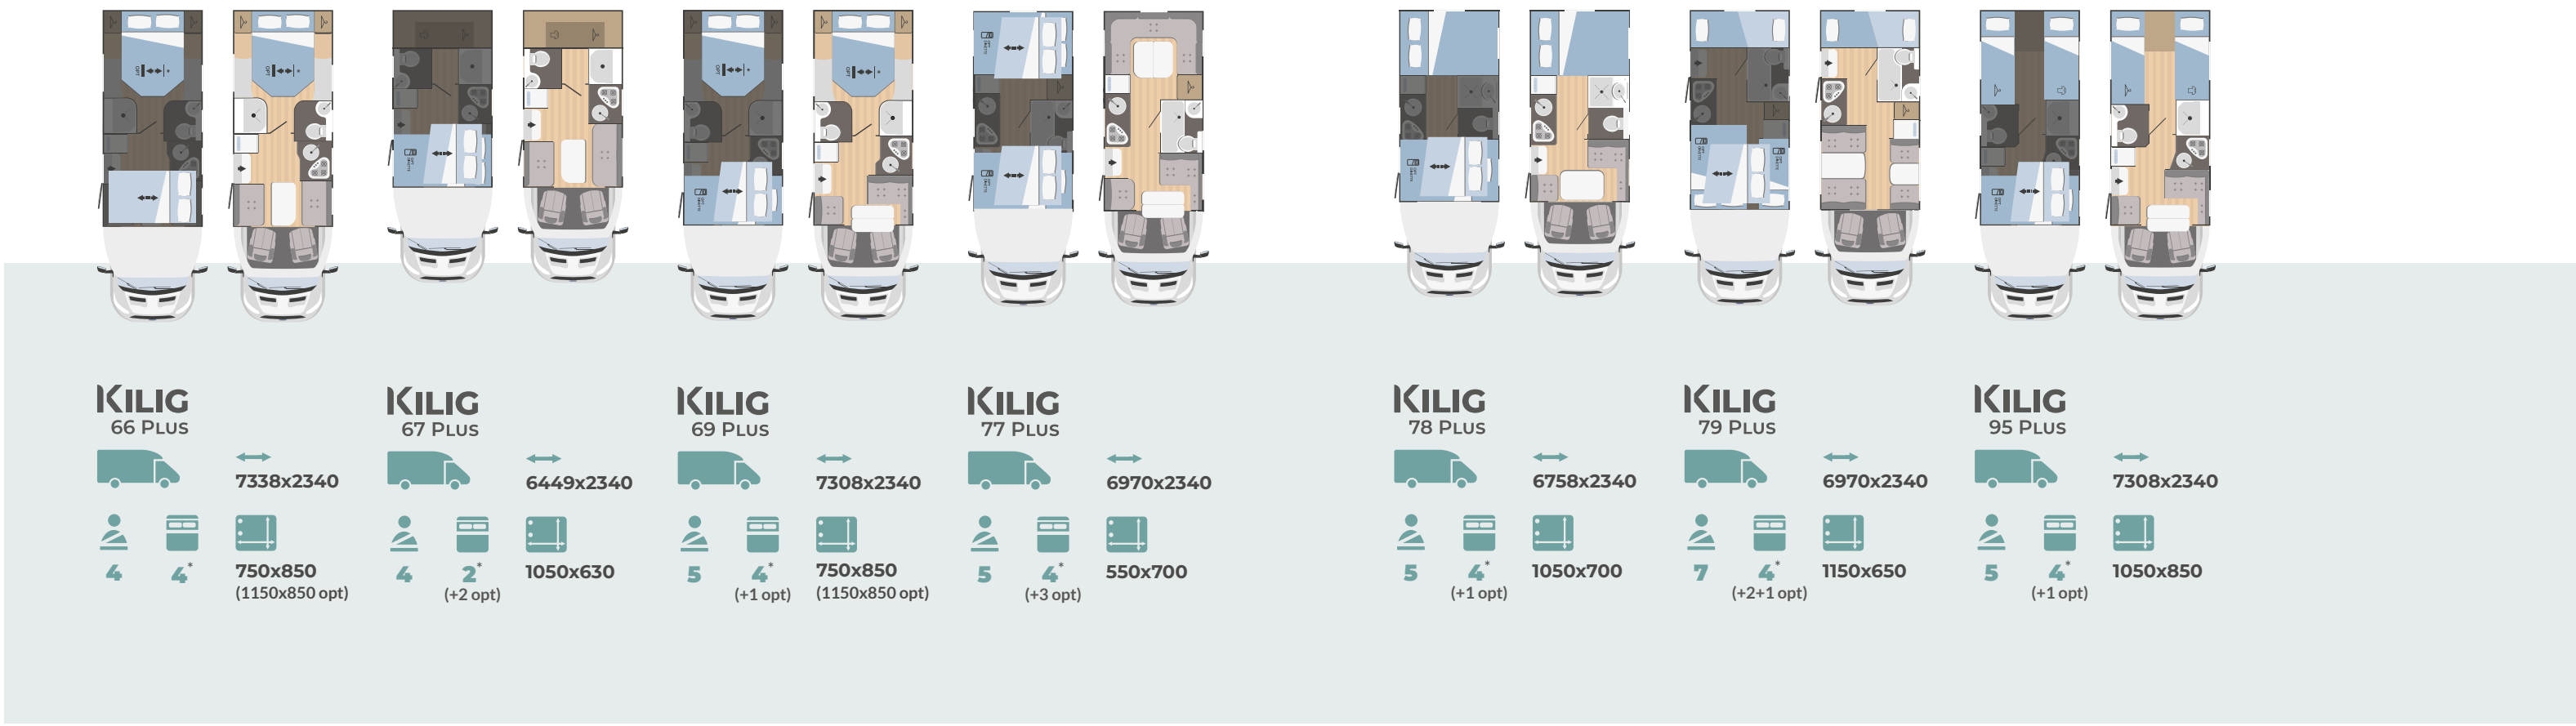 KILIG
66 PLUS
7338x2340
4
4*
750x850
(1150x850 opt)
KILIG
67 PLUS
6449x2340
4
2*
(+2 opt)
1050x630
KILIG
69 PLUS
7308x2340
5
4*
(+1 opt)
750x850
(1150x850 opt)
KILIG
77 PLUS
6970x2340
5
4*
(+3 opt)
550x700
KILIG
78 PLUS
6758x2340
5
4*
(+1 opt)
1050x700
KILIG
79 PLUS
6970x2340
7
4*
(+2+1 opt)
1150x650
KILIG
95 PLUS
7308x2340
5
4*
(+1 opt)
1050x850